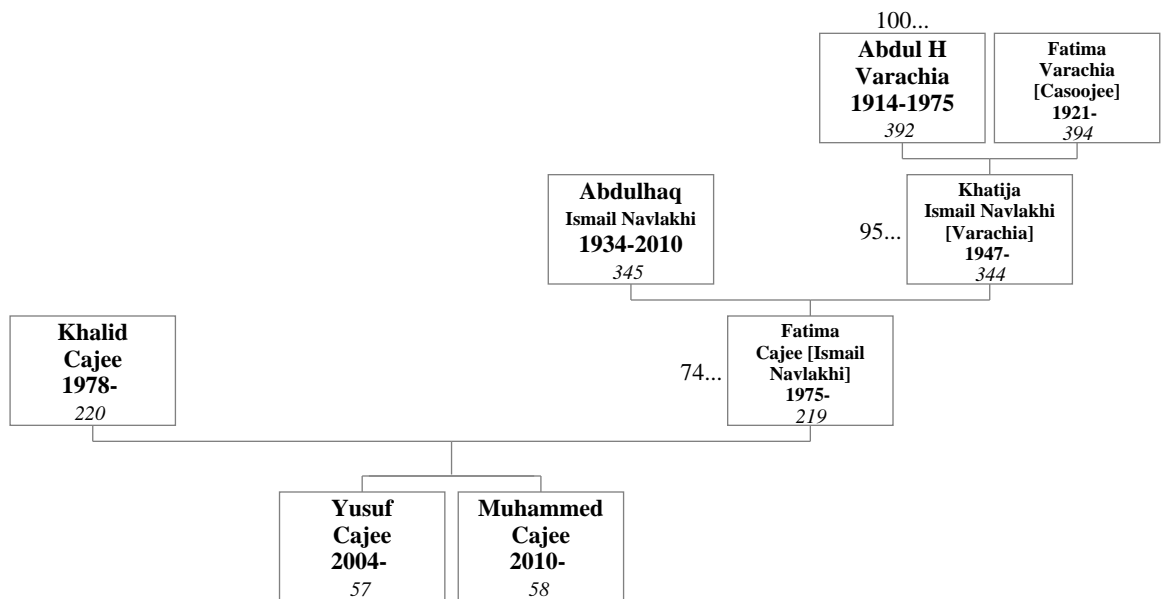 100...
Abdul H
Varachia
1914-1975
392
Fatima
Varachia
[Casoojee]
1921-
394
Abdulhaq
Ismail Navlakhi
1934-2010
345
95...
Khatija
Ismail Navlakhi
[Varachia]
1947-
344
Khalid
Cajee
1978-
220
74...
Fatima
Cajee [Ismail
Navlakhi]
1975-
219
Yusuf
Cajee
2004-
57
Muhammed
Cajee
2010-
58